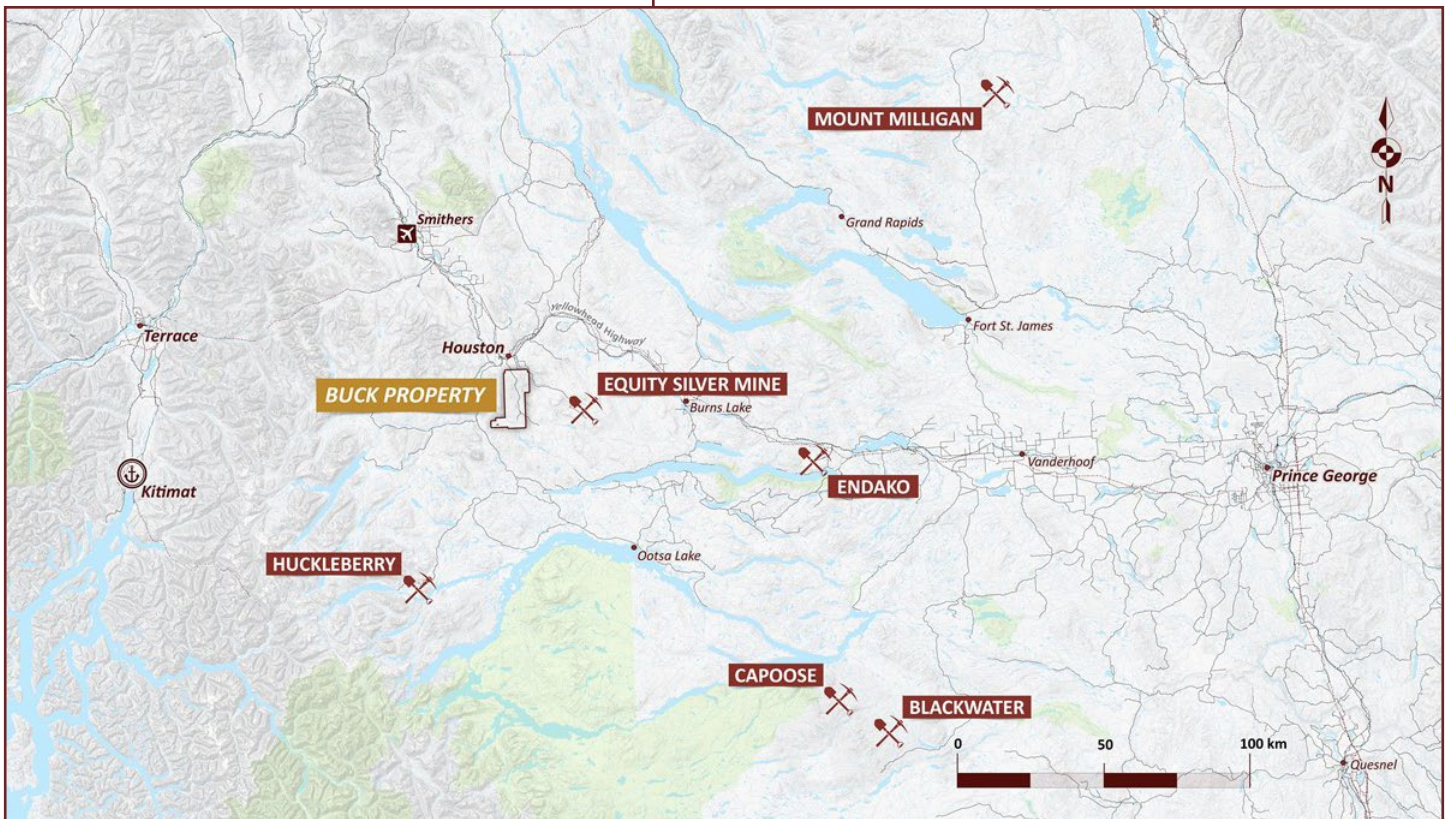 MOUNT MILLIGAN
N
Smithers
Grand Rapids
Terrace
Fort St. James
Yellowhead Highway
Houston
BUCK PROPERTY
EQUITY SILVER MINE
Burns Lake
Vanderhoof
Prince George
ENDAKO
Kitimat
Ootsa Lake
HUCKLEBERRY
CAPOOSE
BLACKWATER
0 50 100 km
Quesnel